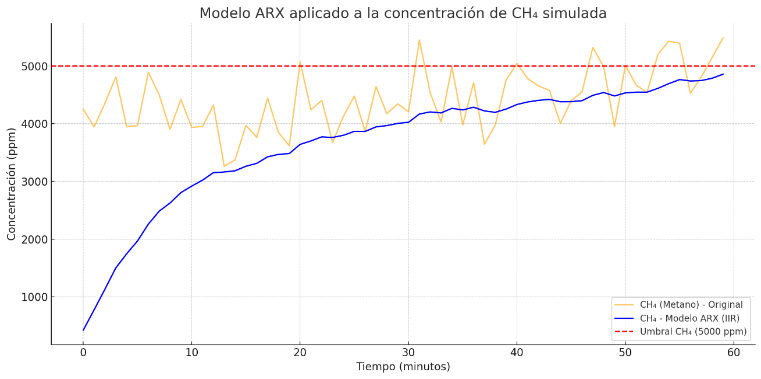 Modelo ARX aplicado a la concentración de CH₄ simulada
Concentración (ppm)
5000
4000
3000
2000
1000
0
10
20
30
40
50
60
Tiempo (minutos)
CH₄ (Metano) - Original
CH₄ - Modelo ARX (IIR)
Umbral CH₄ (5000 ppm)